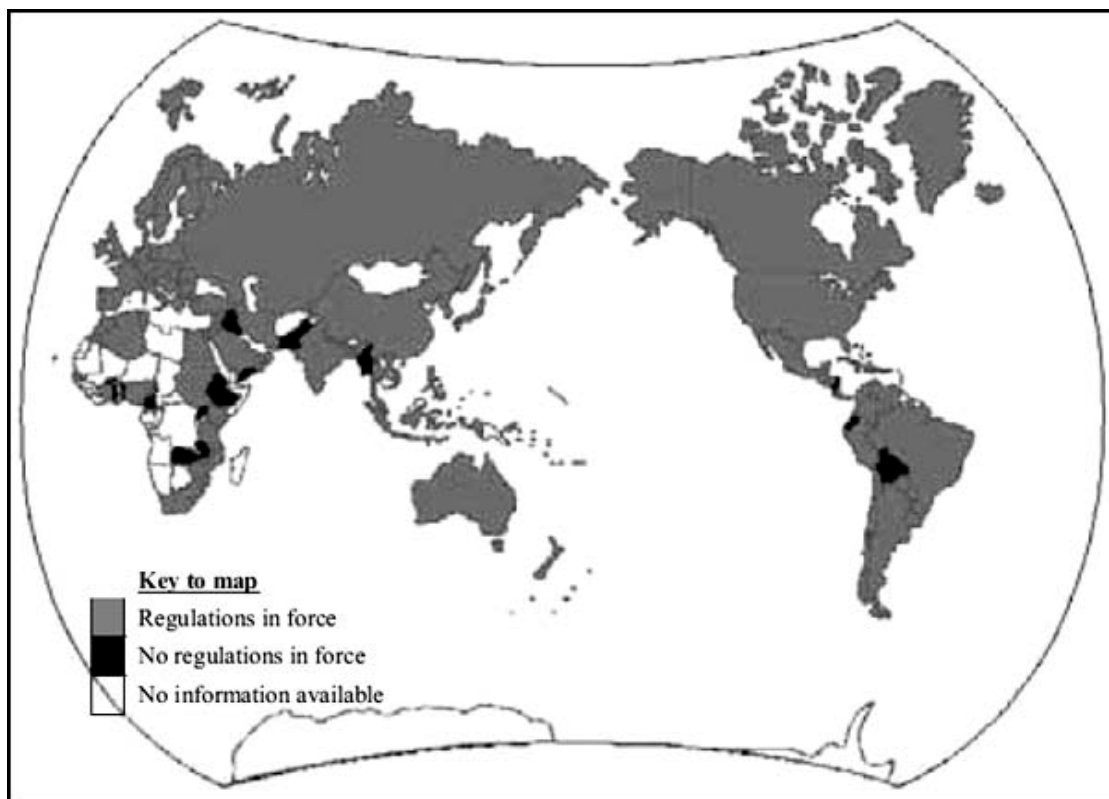 Key to map
Regulations in force
No regulations in force
No information available